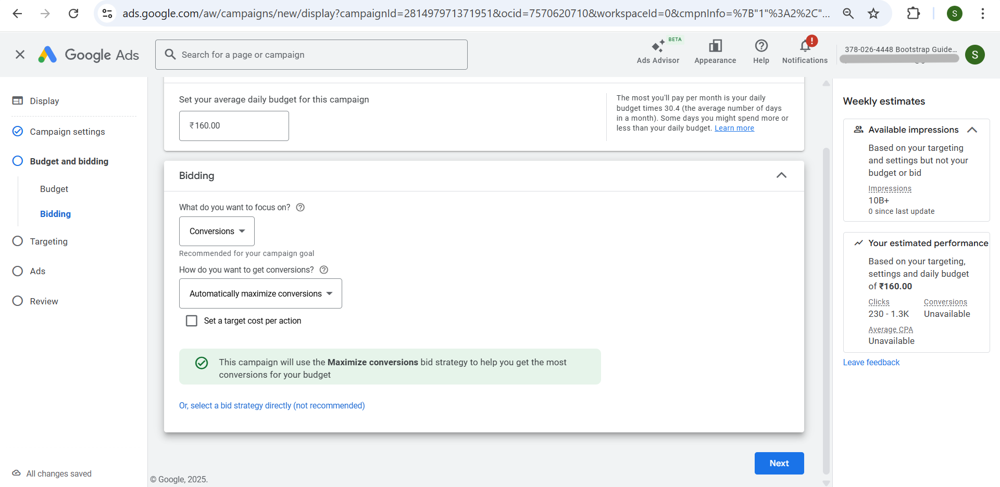 ads.google.com/aw/campaigns/new/display?campaignId=281497971371951&ocid=7570620710&workspaceId=0&cmpnInfo=%7B"1"%3A2%2C"...
S
Google Ads
Search for a page or campaign
BETA
Ads Advisor
Appearance
Help
!
Notifications
378-026-4448 Bootstrap Guide...
S
Display
Campaign settings
Budget and bidding
Budget
Bidding
Targeting
Ads
Review
All changes saved
Set your average daily budget for this campaign
₹160.00
The most you'll pay per month is your daily
budget times 30.4 (the average number of days
in a month). Some days you might spend more or
less than your daily budget. Learn more
Bidding
What do you want to focus on?
Conversions
Recommended for your campaign goal
How do you want to get conversions?
Automatically maximize conversions
Set a target cost per action
This campaign will use the Maximize conversions bid strategy to help you get the most
conversions for your budget
Or, select a bid strategy directly (not recommended)
Next
© Google, 2025.
Weekly estimates
Available impressions
Based on your targeting
and settings but not your
budget or bid
Impressions
10B+
0 since last update
Your estimated performance
Based on your targeting,
settings and daily budget
of ₹160.00
Clicks Conversions
230 - 1.3K Unavailable
Average CPA
Unavailable
Leave feedback